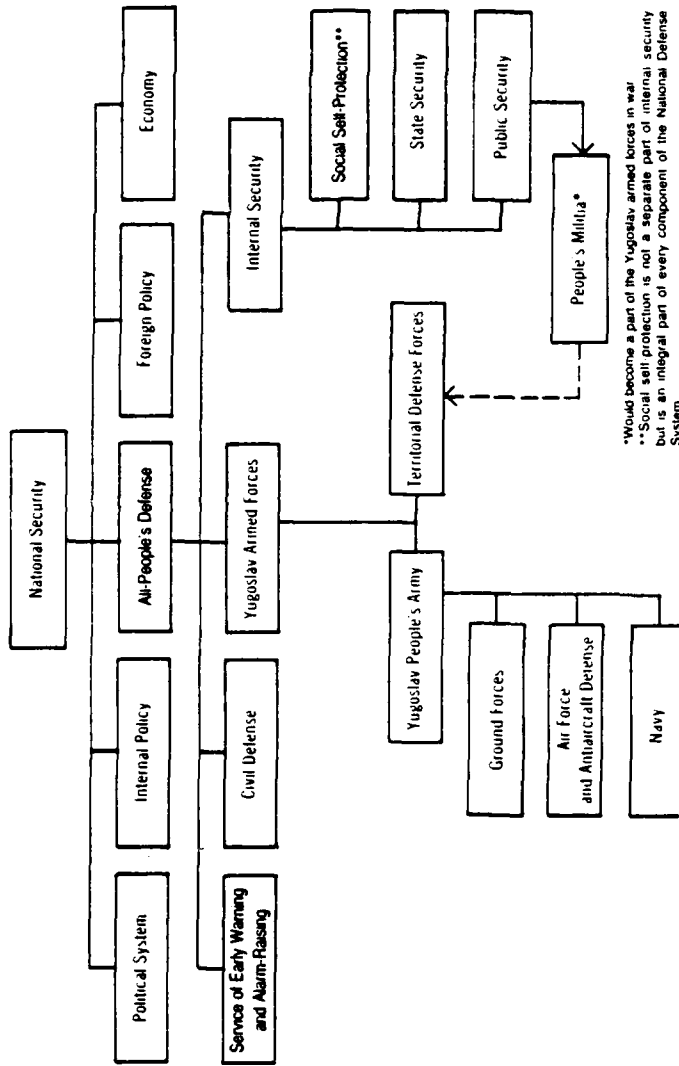 National Security
Political System
Internal Policy
All-People's Defense
Foreign Policy
Economy
Service of Early Warning
and Alarm-Raising
Civil Defense
Yugoslav Armed Forces
Internal Security
Social Self-Protection**
State Security
Public Security
Yugoslav People's Army
Territorial Defense Forces
People's Militia*
Ground Forces
Air Force
and Antiaircraft Defense
Navy
*Would become a part of the Yugoslav armed forces in war
**Social self-protection is not a separate part of internal security
but is an integral part of every component of the National Defense
System